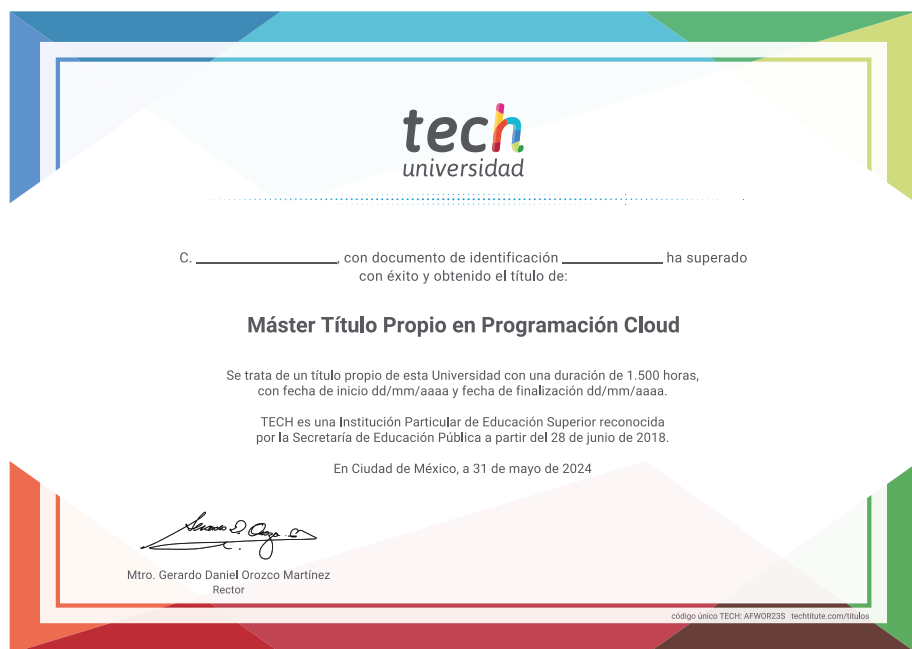 tech
universidad
C. ____________, con documento de identificación ____________ ha superado
con éxito y obtenido el título de:
Máster Título Propio en Programación Cloud
Se trata de un título propio de esta Universidad con una duración de 1.500 horas,
con fecha de inicio dd/mm/aaaa y fecha de finalización dd/mm/aaaa.
TECH es una Institución Particular de Educación Superior reconocida
por la Secretaría de Educación Pública a partir del 28 de junio de 2018.
En Ciudad de México, a 31 de mayo de 2024
Mtro. Gerardo Daniel Orozco Martínez
Rector
código único TECH: AFWOR23S techtitute.com/titulos